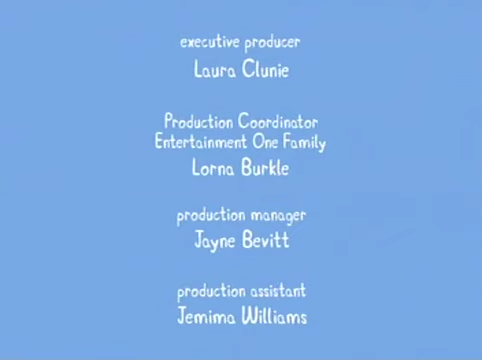 executive producer
Laura Clunie
Production Coordinator
Entertainment One Family
Lorna Burkle
production manager
Jayne Bevitt
production assistant
Jemima Williams